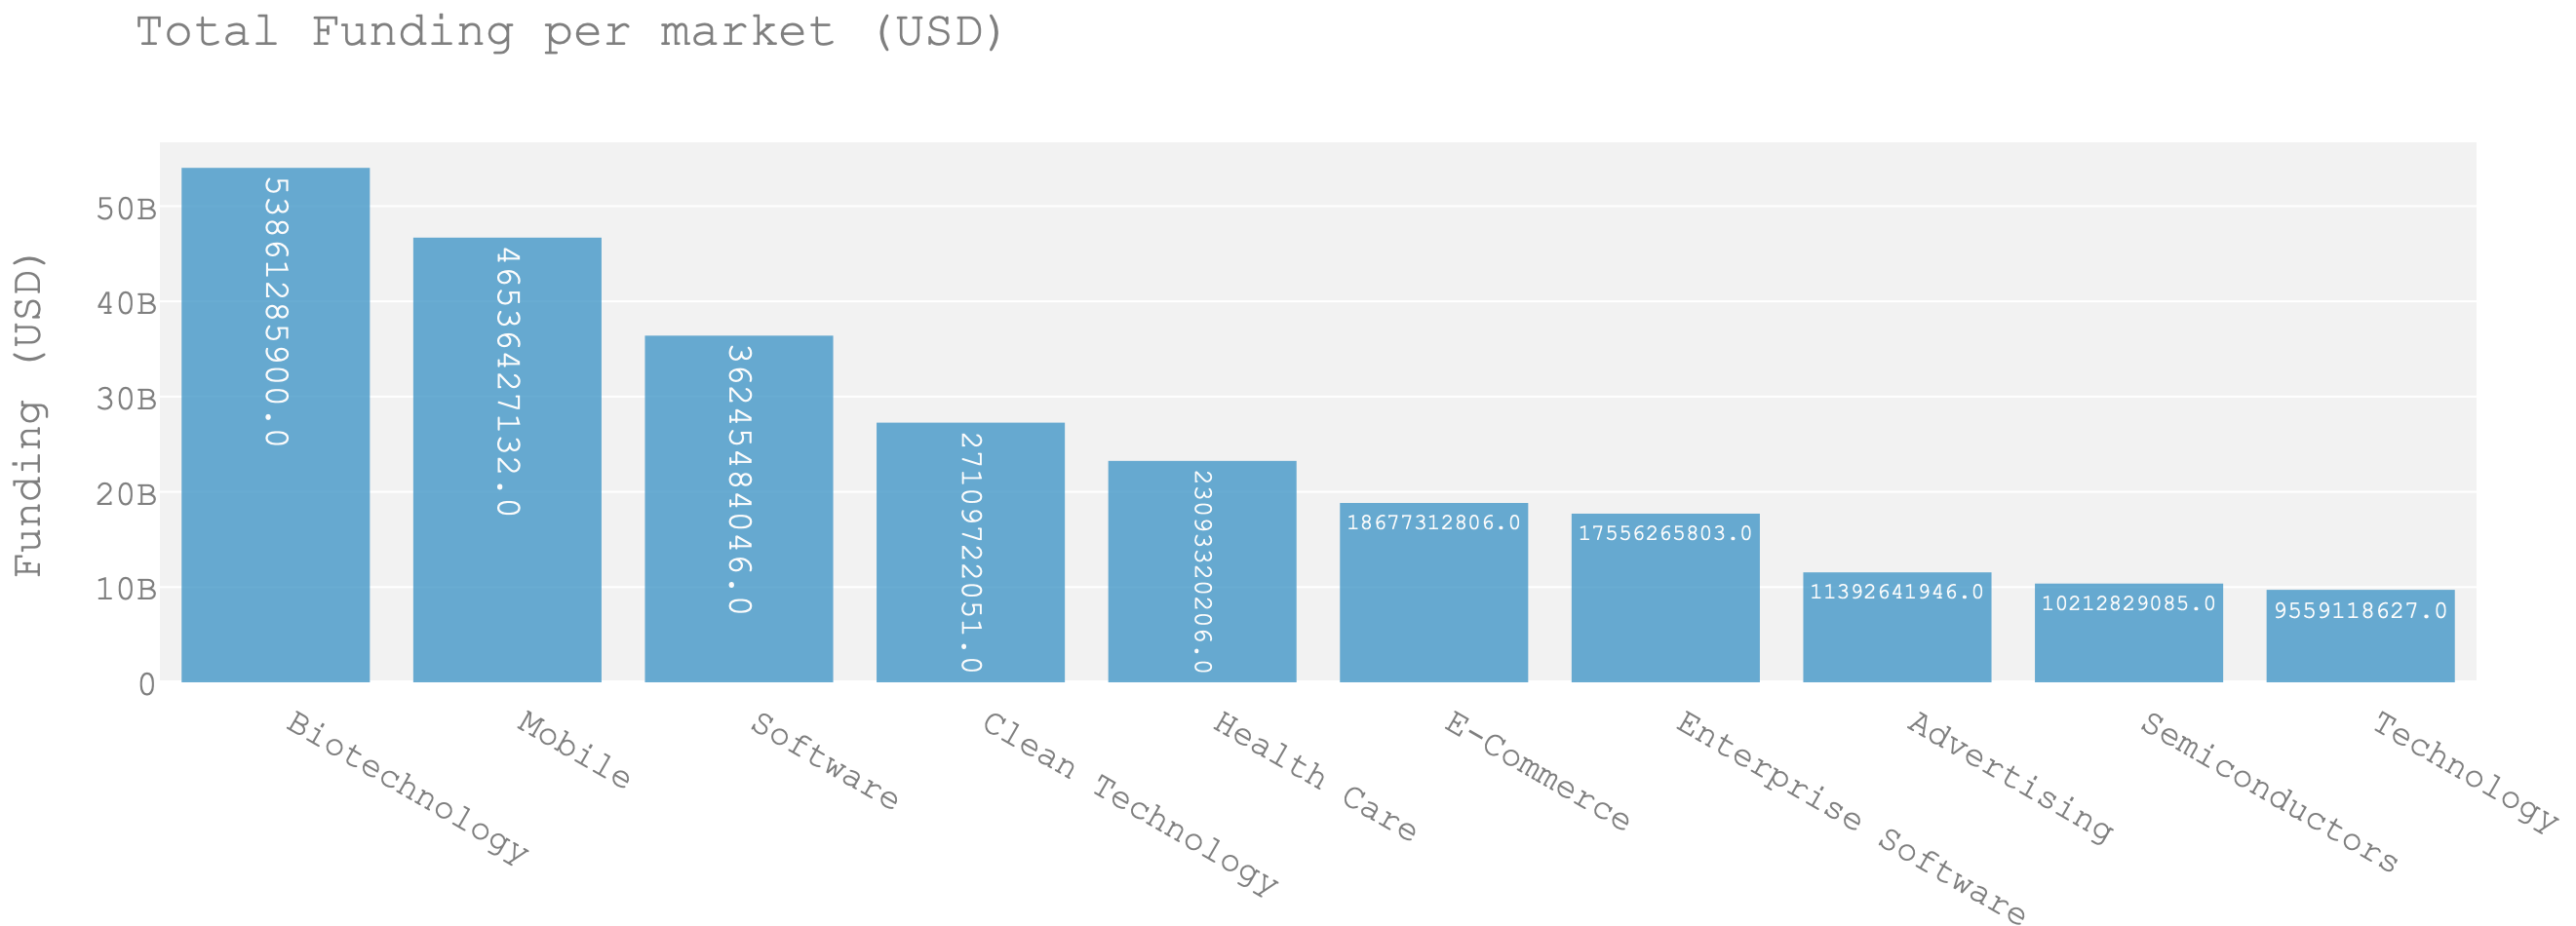 Total Funding per market (USD)
Funding (USD)
50B
40B
30B
20B
10B
0
53861285900.0
46536427132.0
36245484046.0
27109722051.0
23093320206.0
18677312806.0
17556265803.0
11392641946.0
10212829085.0
9559118627.0
Biotechnology
Mobile
Software
Clean Technology
Health Care
E-Commerce
Enterprise Software
Advertising
Semiconductors
Technology